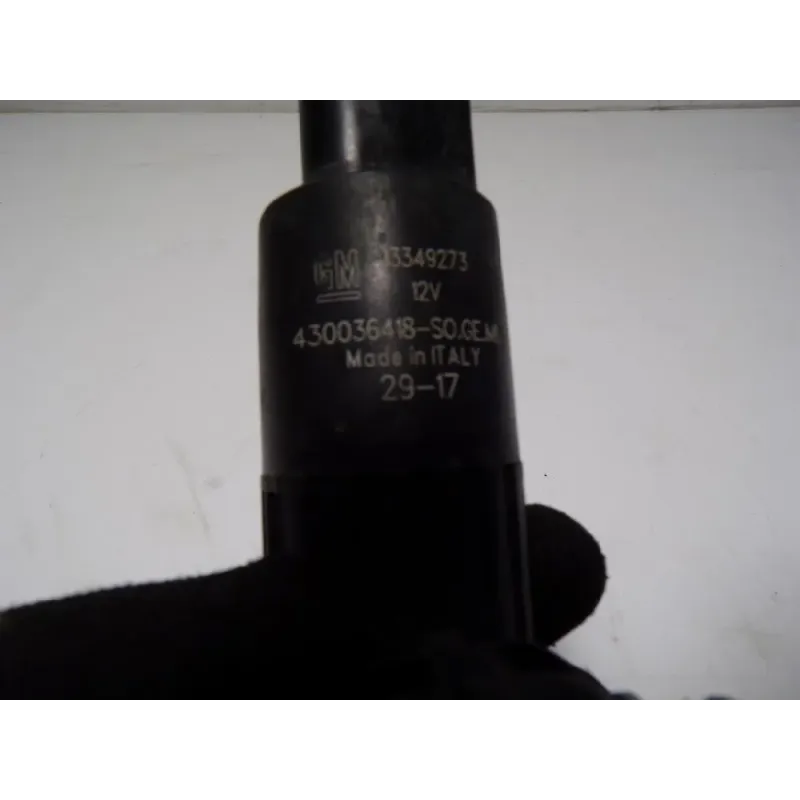 GM 13349273
12V
430036418-SO.GE.MI
Made in ITALY
29-17